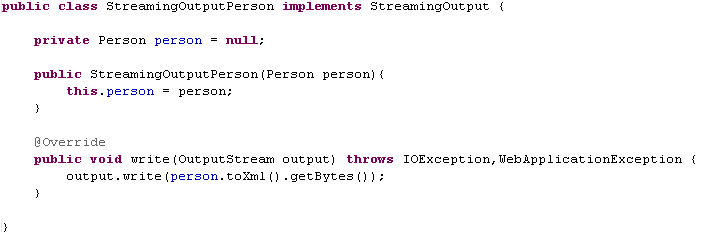 public class StreamingOutputPerson implements StreamingOutput {
private Person person = null;
public StreamingOutputPerson(Person person){
this.person = person;
}
@Override
public void write(OutputStream output) throws IOException,WebApplicationException {
output.write(person.toXml().getBytes());
}
}